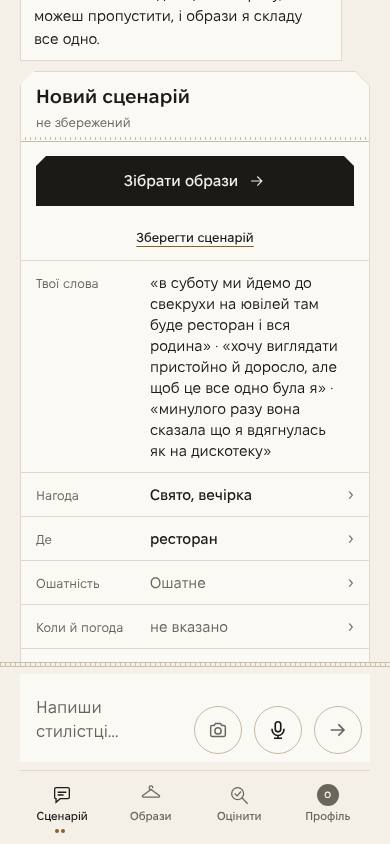 можеш пропустити, і образи я складу
все одно.
Новий сценарій
не збережений
Зібрати образи →
Зберегти сценарій
Твої слова
«в суботу ми йдемо до
свекрухи на ювілей там
буде ресторан і вся
родина» · «хочу виглядати
пристойно й доросло, але
щоб це все одно була я» ·
«минулого разу вона
сказала що я вдягнулась
як на дискотеку»
Нагода Свято, вечірка
Де ресторан
Ошатність Ошатне
Коли й погода не вказано
Напиши
стилістці...
Сценарій Образи Оцінити Профіль
О